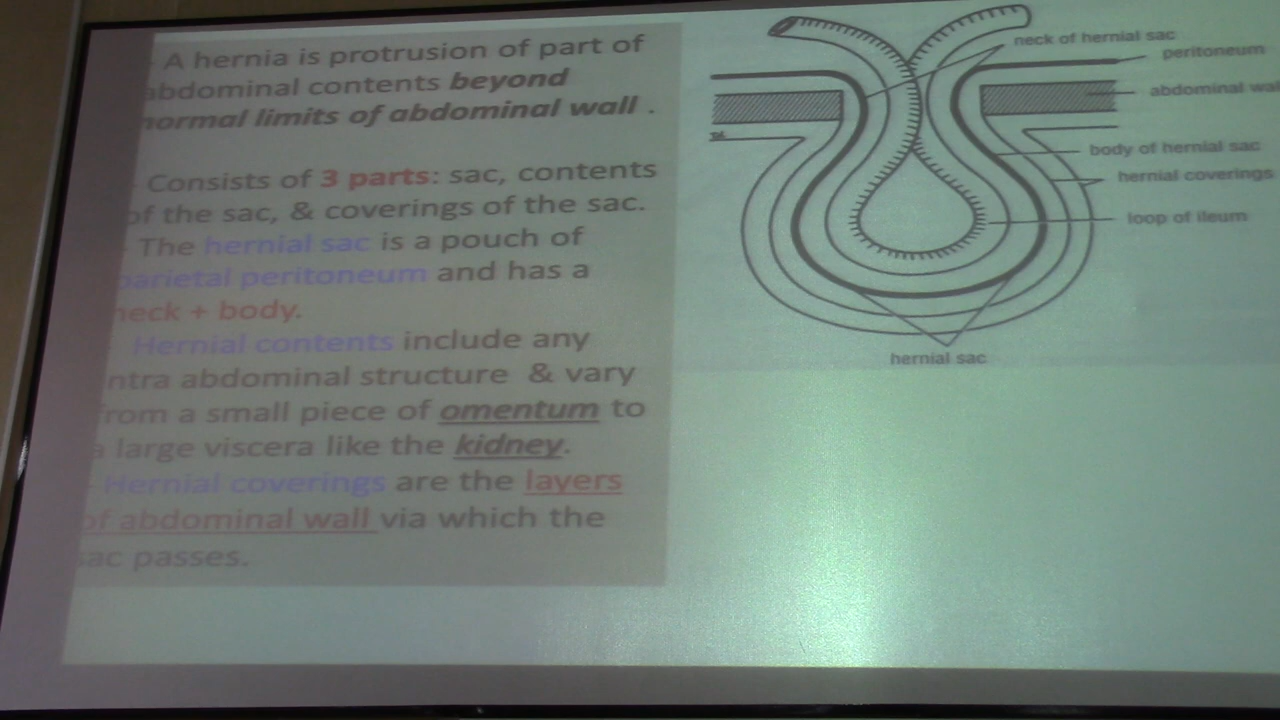 A hernia is protrusion of part of
abdominal contents beyond
normal limits of abdominal wall .
Consists of 3 parts: sac, contents
of the sac, & coverings of the sac.
The hernial sac is a pouch of
parietal peritoneum and has a
neck + body.
Hernial contents include any
ntra abdominal structure & vary
from a small piece of omentum to
a large viscera like the kidney.
Hernial coverings are the layers
of abdominal wall via which the
sac passes.
neck of hernial sac
peritoneum
abdominal wal
body of hernial sac
hernial coverings
loop of ileum
hernial sac